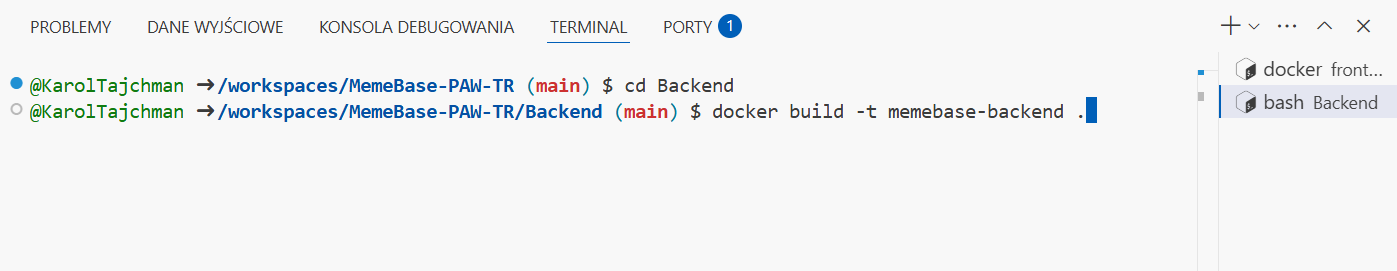 PROBLEMY DANE WYJŚCIOWE KONSOLA DEBUGOWANIA TERMINAL PORTY 1
@KarolTajchman ➜/workspaces/MemeBase-PAW-TR (main) $ cd Backend
@KarolTajchman ➜/workspaces/MemeBase-PAW-TR/Backend (main) $ docker build -t memebase-backend .
docker front...
bash Backend